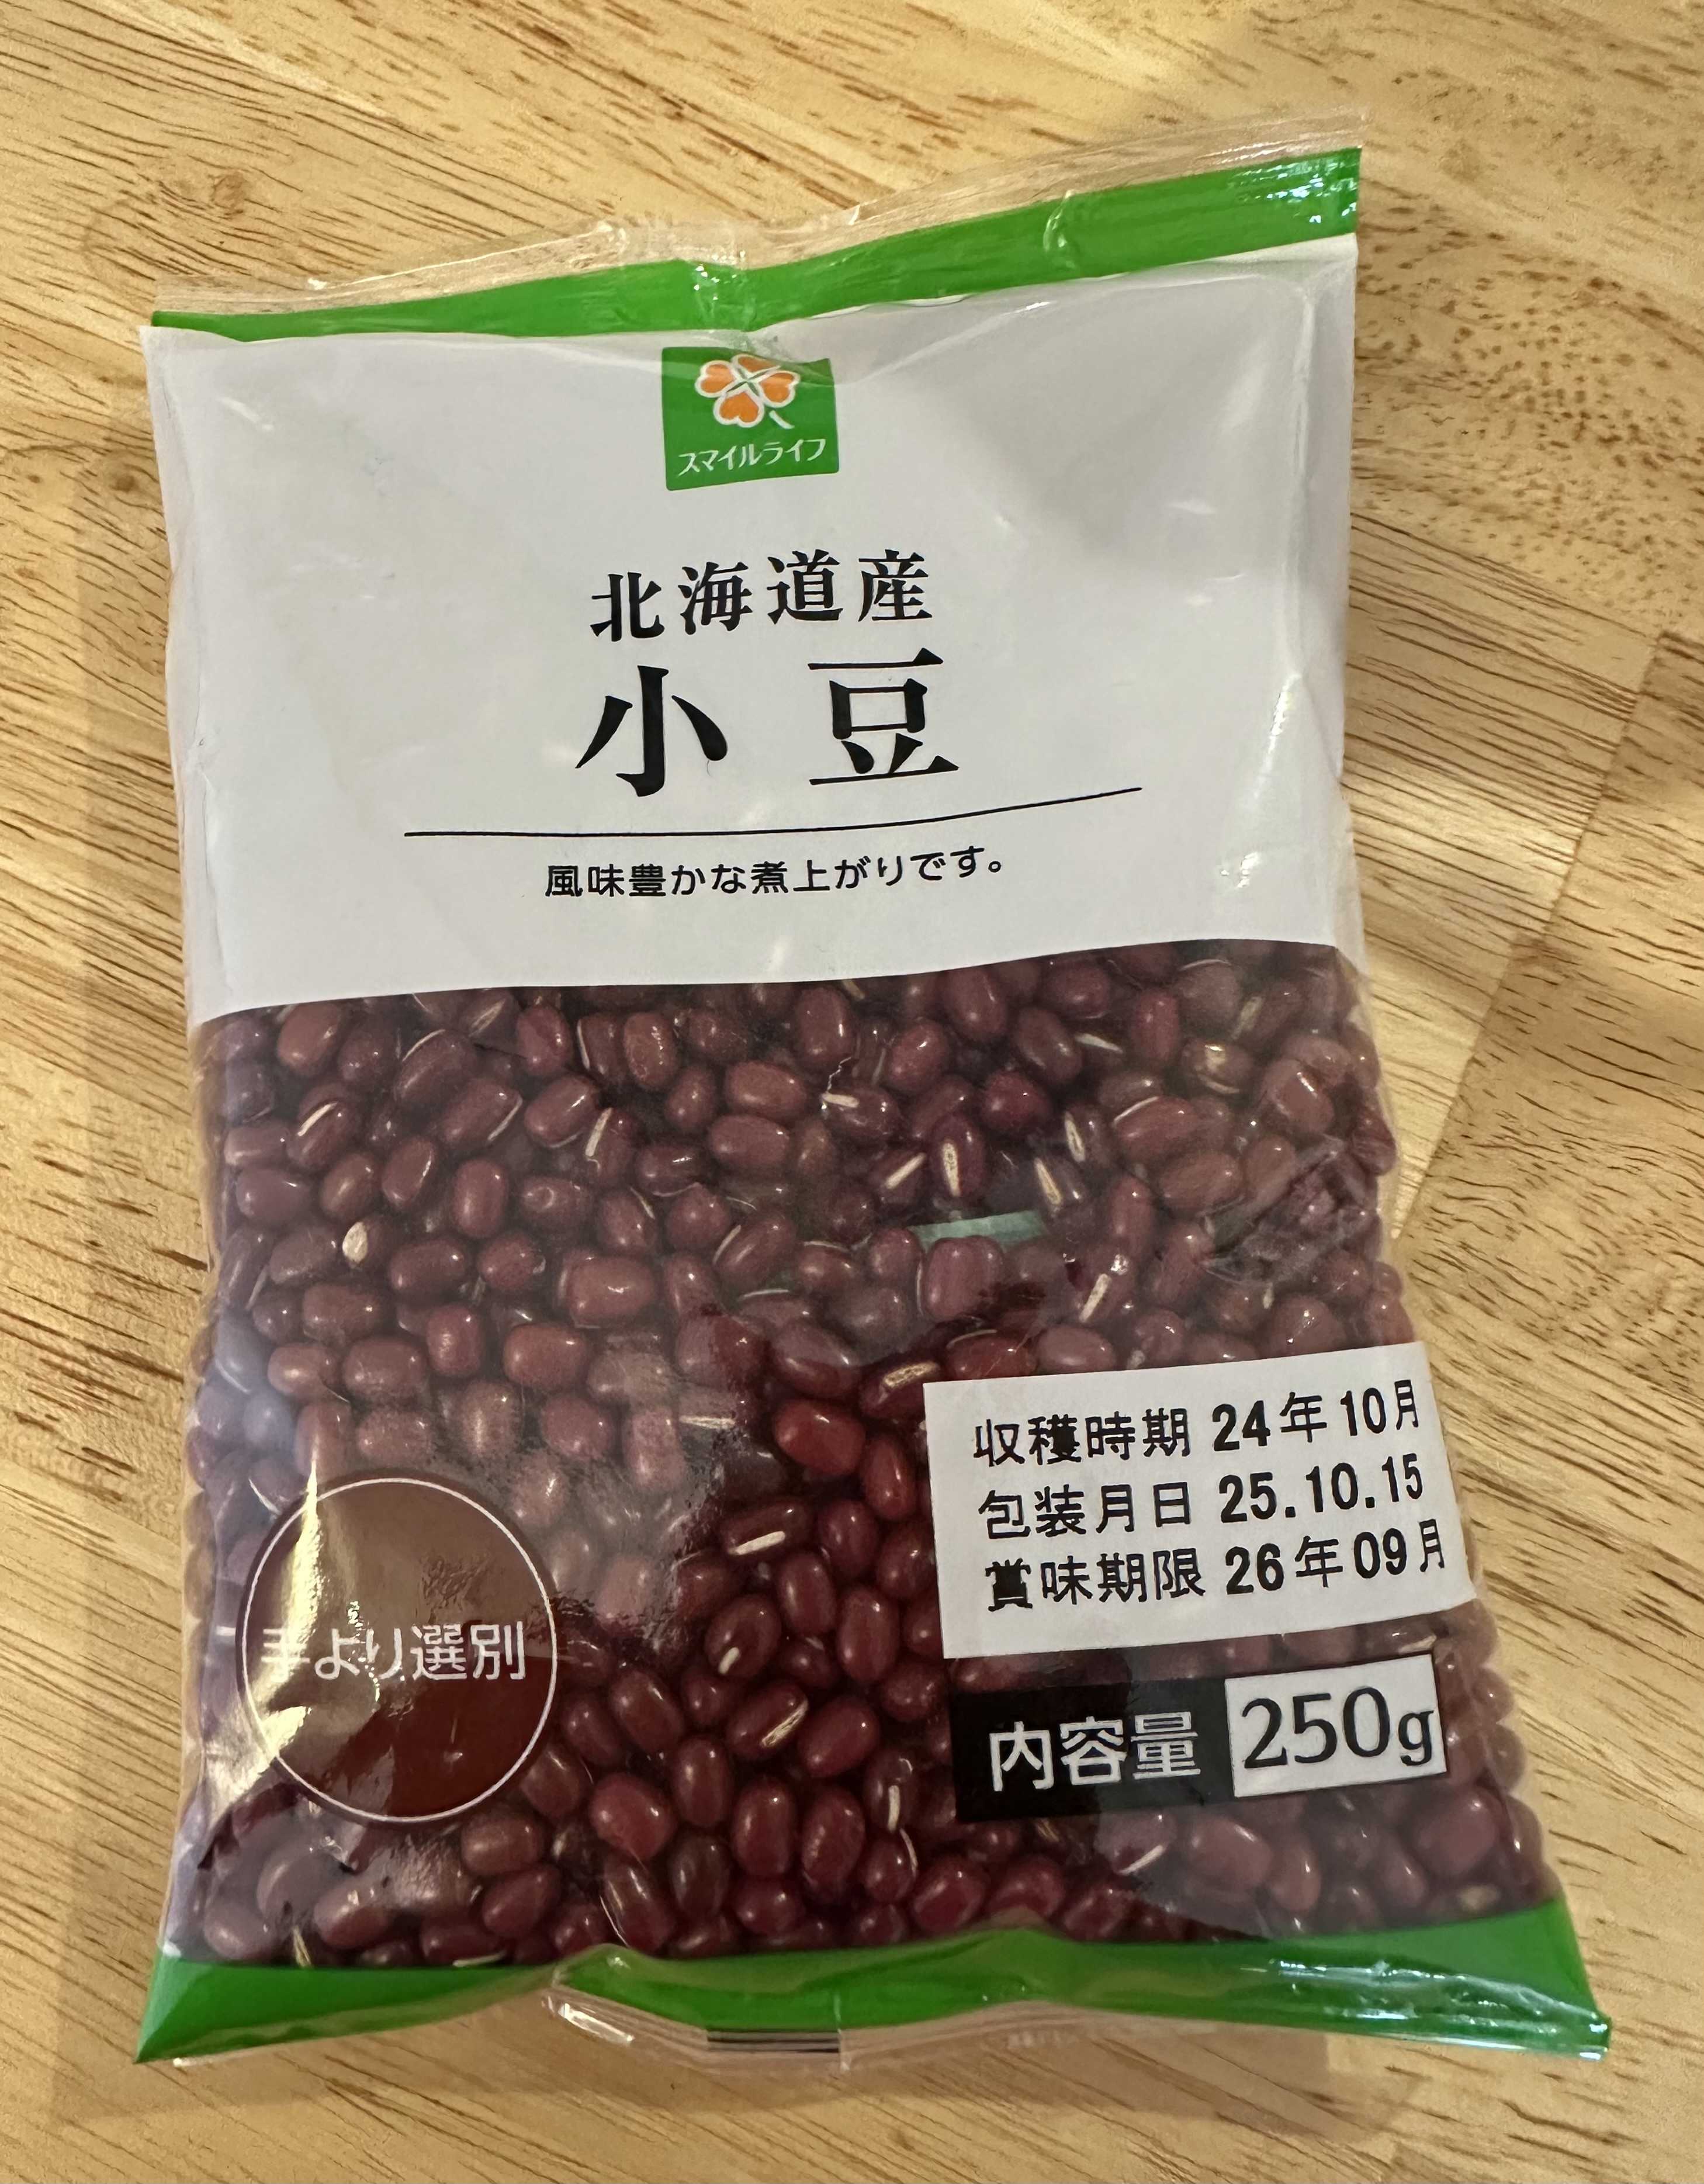 スマイルライフ
北海道産
小豆
風味豊かな煮上がりです。
収穫時期 24年10月
包装月日 25.10.15
賞味期限 26年09月
手より選別
内容量 250g